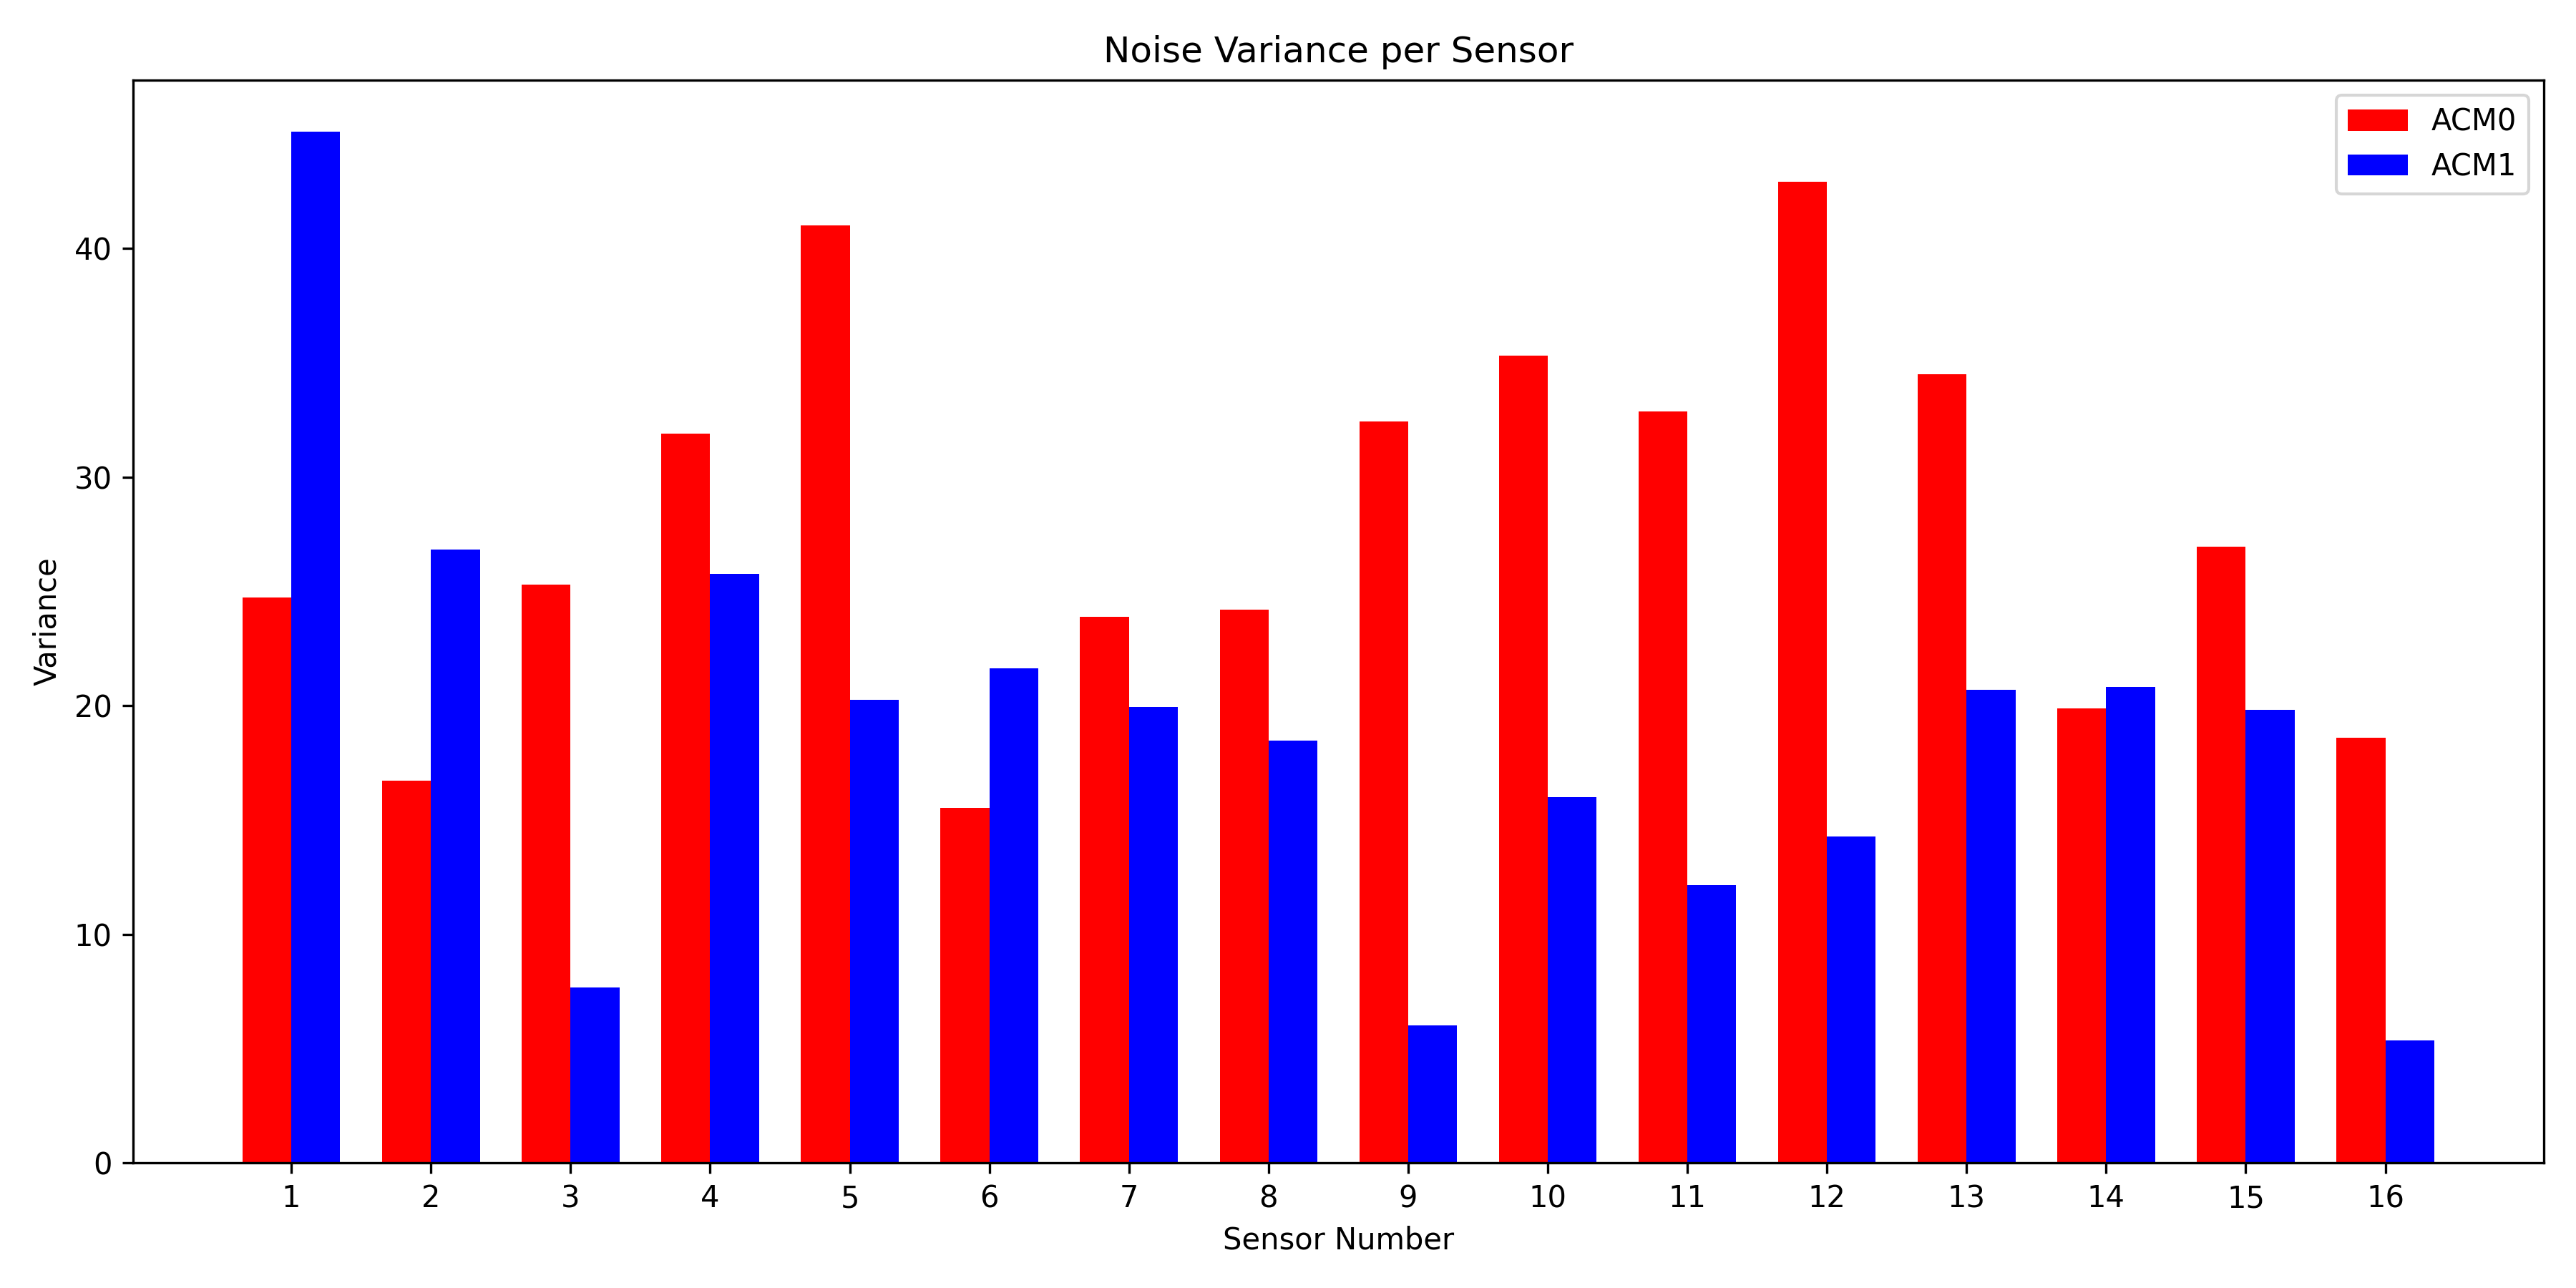 Noise Variance per Sensor
ACM0
ACM1
40
30
20
10
0
Variance
1 2 3 4 5 6 7 8 9 10 11 12 13 14 15 16
Sensor Number